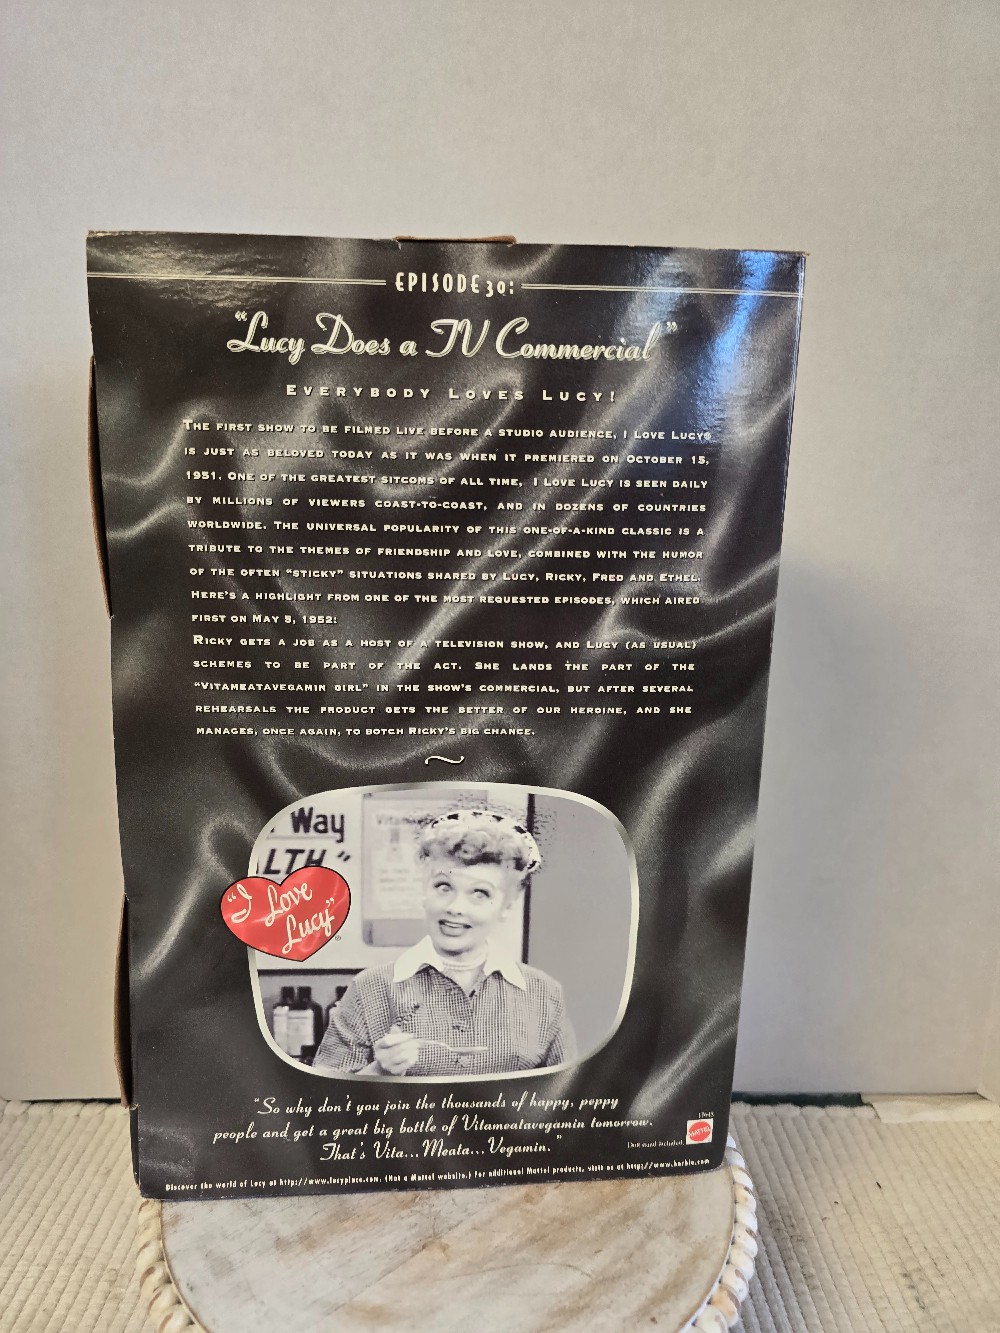 EPISODE 30:
"Lucy Does a TV Commercial"
EVERYBODY LOVES LUCY!
THE FIRST SHOW TO BE FILMED LIVE BEFORE A STUDIO AUDIENCE, I LOVE LUCY®
IS JUST AS BELOVED TODAY AS IT WAS WHEN IT PREMIERED ON OCTOBER 15,
1951. ONE OF THE GREATEST SITCOMS OF ALL TIME, I LOVE LUCY IS SEEN DAILY
BY MILLIONS OF VIEWERS COAST-TO-COAST, AND IN DOZENS OF COUNTRIES
WORLDWIDE. THE UNIVERSAL POPULARITY OF THIS ONE-OF-A-KIND CLASSIC IS A
TRIBUTE TO THE THEMES OF FRIENDSHIP AND LOVE, COMBINED WITH THE HUMOR
OF THE OFTEN "STICKY" SITUATIONS SHARED BY LUCY, RICKY, FRED AND ETHEL.
HERE'S A HIGHLIGHT FROM ONE OF THE MOST REQUESTED EPISODES, WHICH AIRED
FIRST ON MAY 5, 1952:
RICKY GETS A JOB AS A HOST OF A TELEVISION SHOW, AND LUCY (AS USUAL)
SCHEMES TO BE PART OF THE ACT. SHE LANDS THE PART OF THE
"VITAMEATAVEGAMIN GIRL" IN THE SHOW'S COMMERCIAL, BUT AFTER SEVERAL
REHEARSALS THE PRODUCT GETS THE BETTER OF OUR HEROINE, AND SHE
MANAGES, ONCE AGAIN, TO BOTCH RICKY'S BIG CHANCE.
Way
LTH"
"I Love Lucy"®
"So why don't you join the thousands of happy, peppy
people and get a great big bottle of Vitameatavegamin tomorrow.
That's Vita... Meata... Vegamin."
17645
MATTEL
Doll stand included.
Discover the world of Lucy at http://www.lucyplace.com. (Not a Mattel website.) For additional Mattel products, visit us at http://www.barbie.com